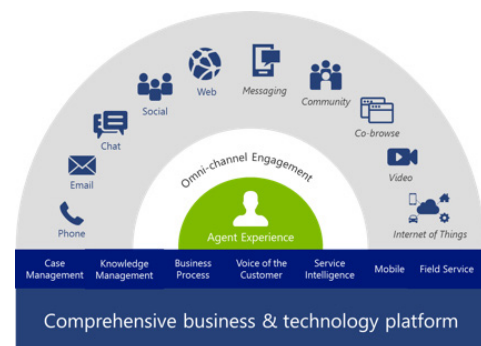 Phone
Email
Chat
Social
Web
Messaging
Community
Co-browse
Video
Internet of Things
Omni-channel Engagement
Agent Experience
Case
Management
Knowledge
Management
Business
Process
Voice of the
Customer
Service
Intelligence
Mobile
Field Service
Comprehensive business & technology platform